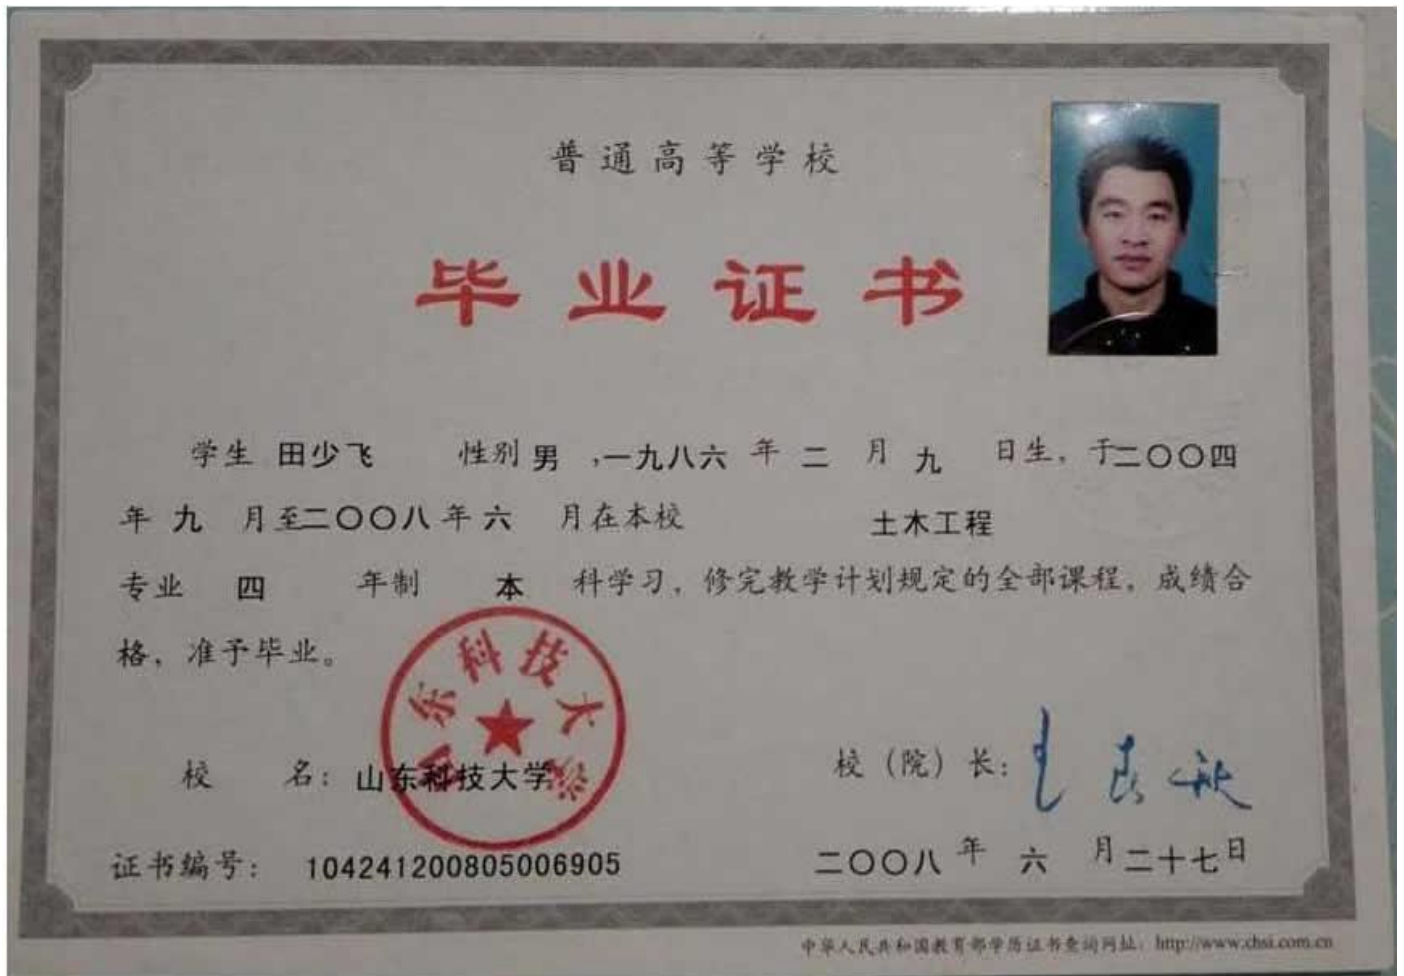 普通高等学校
毕业证书
学生 田少飞 性别 男 ,一九八六 年 二 月 九 日生, 于二〇〇四
年 九 月至二〇〇八年 六 月在本校 土木工程
专业 四 年制 本 科学习, 修完教学计划规定的全部课程, 成绩合
格, 准予毕业。
山东科技大学
校 名: 山东科技大学
校（院）长:
证书编号: 104241200805006905
二〇〇八 年 六 月二十七日
中华人民共和国教育部学历证书查询网址: http://www.chsi.com.cn